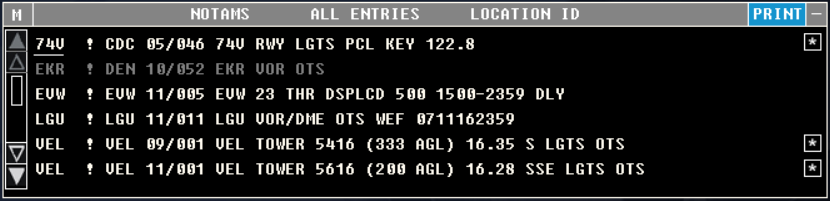 M NOTAMS ALL ENTRIES LOCATION ID PRINT –
74V ! CDC 05/046 74V RWY LGTS PCL KEY 122.8 *
EKR ! DEN 10/052 EKR VOR OTS
EVW ! EVW 11/005 EVW 23 THR DSPLCD 500 1500-2359 DLY
LGU ! LGU 11/011 LGU VOR/DME OTS WEF 0711162359
VEL ! VEL 09/001 VEL TOWER 5416 (333 AGL) 16.35 S LGTS OTS *
VEL ! VEL 11/001 VEL TOWER 5616 (200 AGL) 16.28 SSE LGTS OTS *